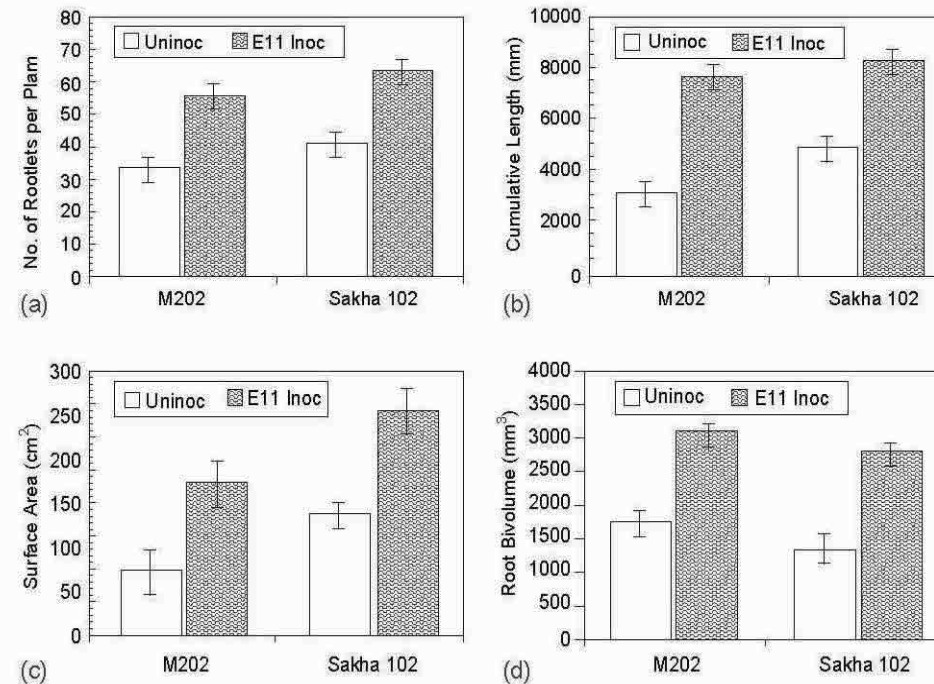 80
70
60
50
40
30
20
10
0
No. of Rootlets per Plam
Uninoc
E11 Inoc
M202
Sakha 102
(a)
10000
8000
6000
4000
2000
0
Cumulative Length (mm)
Uninoc
E11 Inoc
M202
Sakha 102
(b)
300
250
200
150
100
50
0
Surface Area (cm²)
Uninoc
E11 Inoc
M202
Sakha 102
(c)
4000
3500
3000
2500
2000
1500
1000
500
0
Root Bivolume (mm³)
Uninoc
E11 Inoc
M202
Sakha 102
(d)